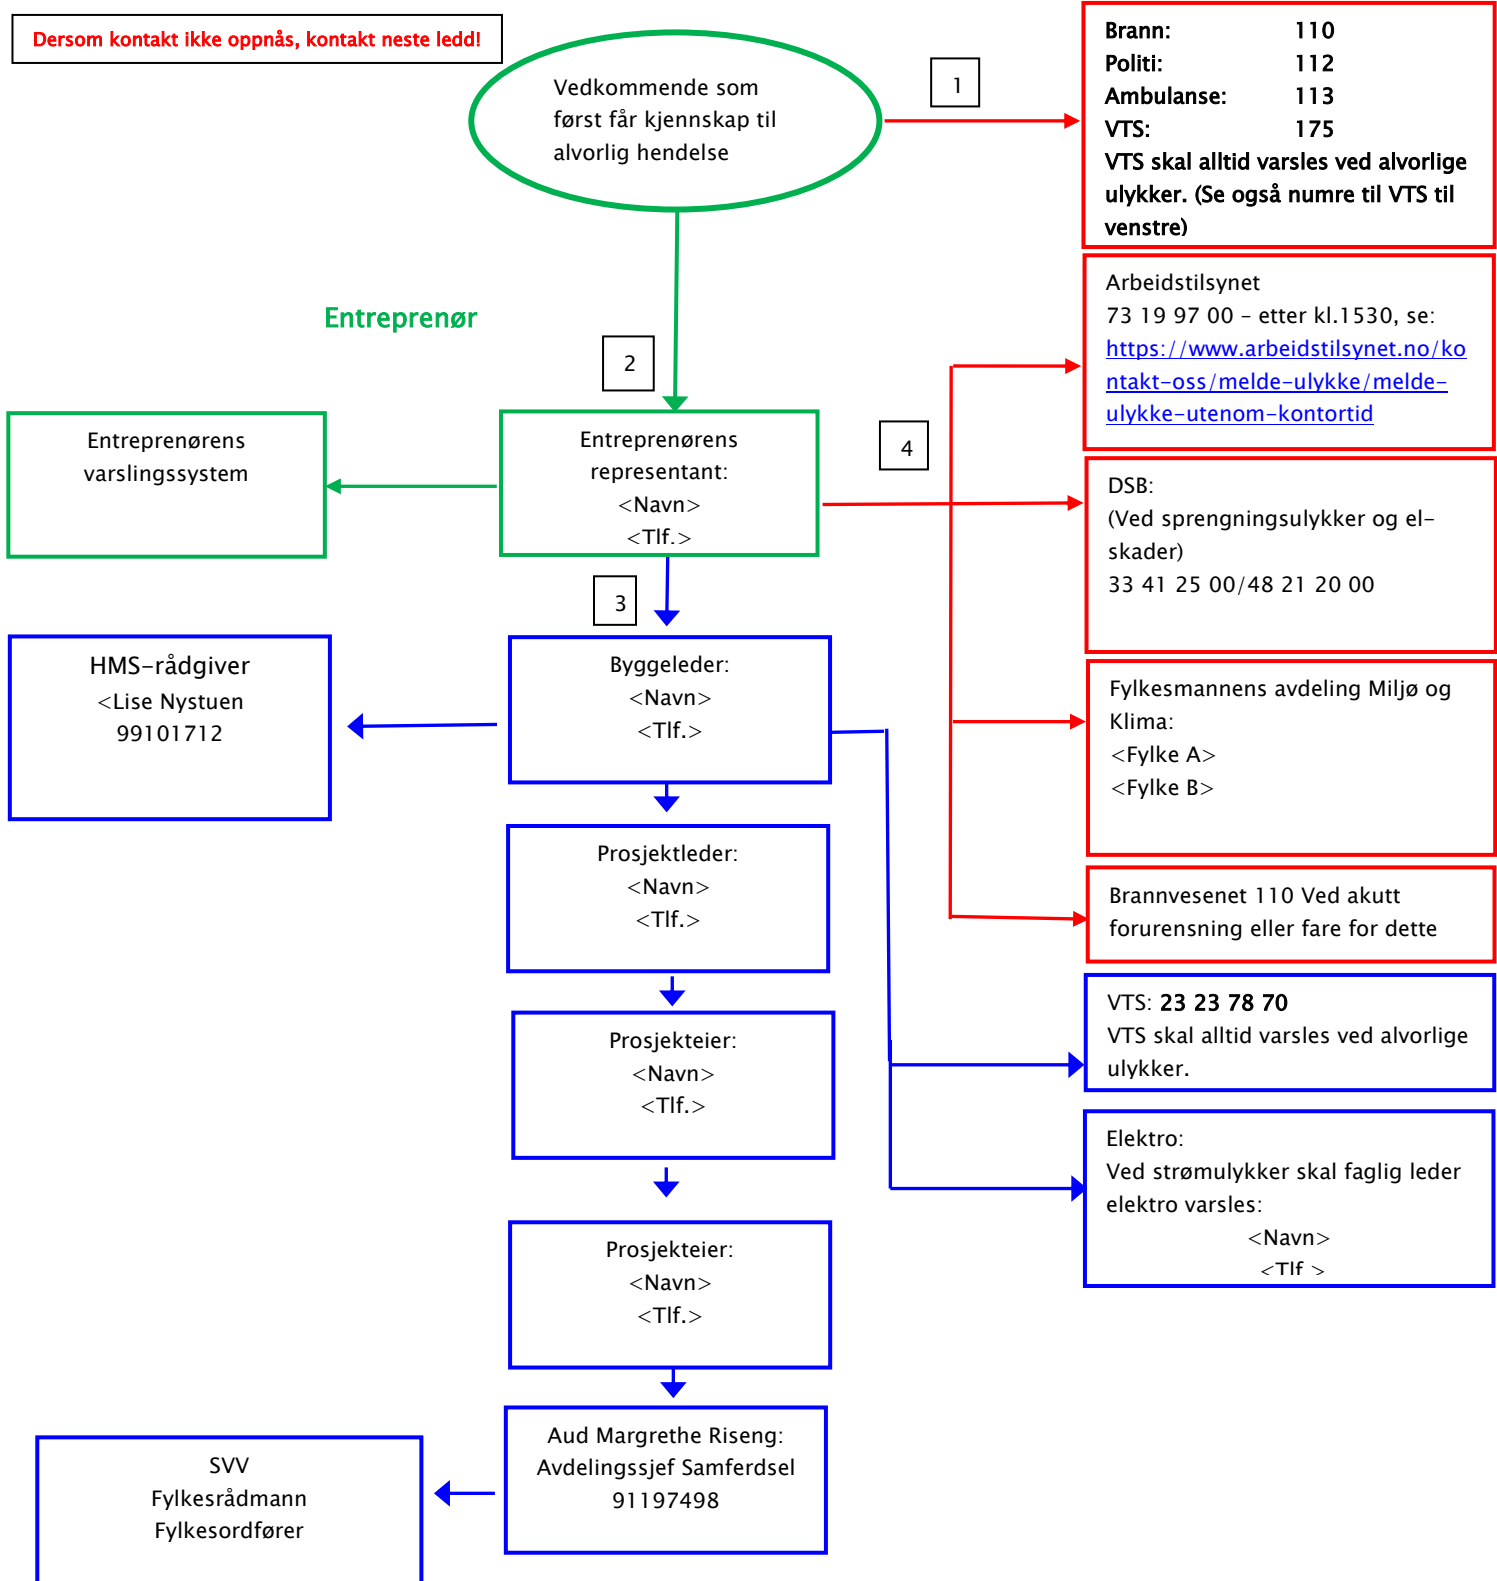 Dersom kontakt ikke oppnås, kontakt neste ledd!
Vedkommende som
først får kjennskap til
alvorlig hendelse
1
Brann: 110
Politi: 112
Ambulanse: 113
VTS: 175
VTS skal alltid varsles ved alvorlige
ulykker. (Se også numre til VTS til
venstre)
Entreprenør
2
Entreprenørens
varslingssystem
Entreprenørens
representant:
<Navn>
<Tlf.>
4
Arbeidstilsynet
73 19 97 00 – etter kl.1530, se:
https://www.arbeidstilsynet.no/ko
ntakt-oss/melde-ulykke/melde-
ulykke-utenom-kontortid
DSB:
(Ved sprengningsulykker og el-
skader)
33 41 25 00/48 21 20 00
3
HMS-rådgiver
<Lise Nystuen
99101712
Byggeleder:
<Navn>
<Tlf.>
Fylkesmannens avdeling Miljø og
Klima:
<Fylke A>
<Fylke B>
Prosjektleder:
<Navn>
<Tlf.>
Brannvesenet 110 Ved akutt
forurensning eller fare for dette
Prosjekteier:
<Navn>
<Tlf.>
VTS: 23 23 78 70
VTS skal alltid varsles ved alvorlige
ulykker.
Elektro:
Ved strømulykker skal faglig leder
elektro varsles:
<Navn>
<Tlf >
Prosjekteier:
<Navn>
<Tlf.>
Aud Margrethe Riseng:
Avdelingssjef Samferdsel
91197498
SVV
Fylkesrådmann
Fylkesordfører